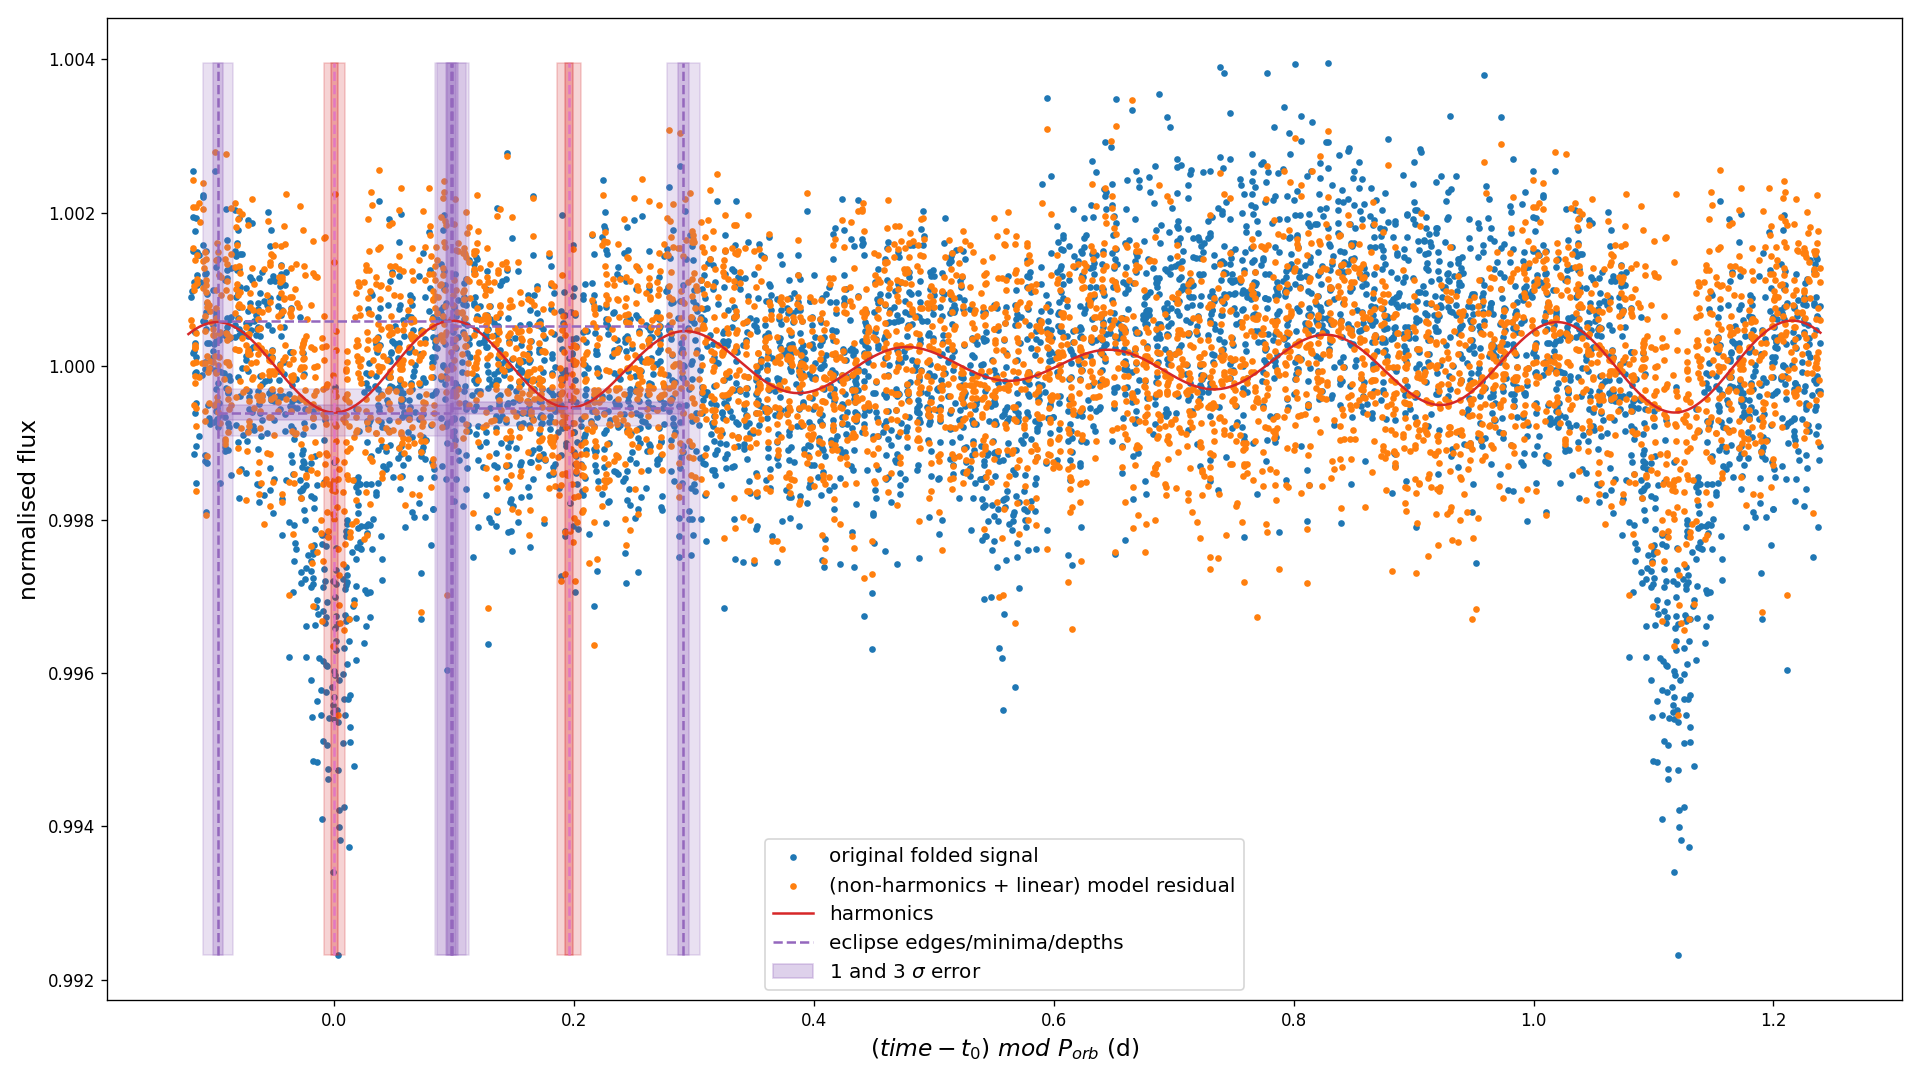 1.004
1.002
1.000
0.998
0.996
0.994
0.992
normalised flux
original folded signal
(non-harmonics + linear) model residual
harmonics
eclipse edges/minima/depths
1 and 3 σ error
0.0 0.2 0.4 0.6 0.8 1.0 1.2
(time − t₀) mod Pₒᵣb (d)